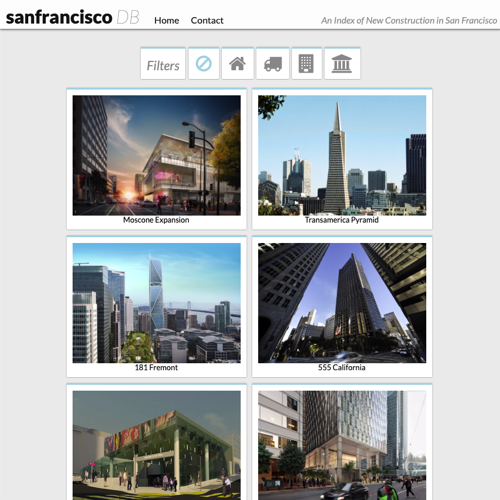 sanfrancisco DB
Home Contact
An Index of New Construction in San Francisco
Filters
Moscone Expansion
Transamerica Pyramid
181 Fremont
555 California